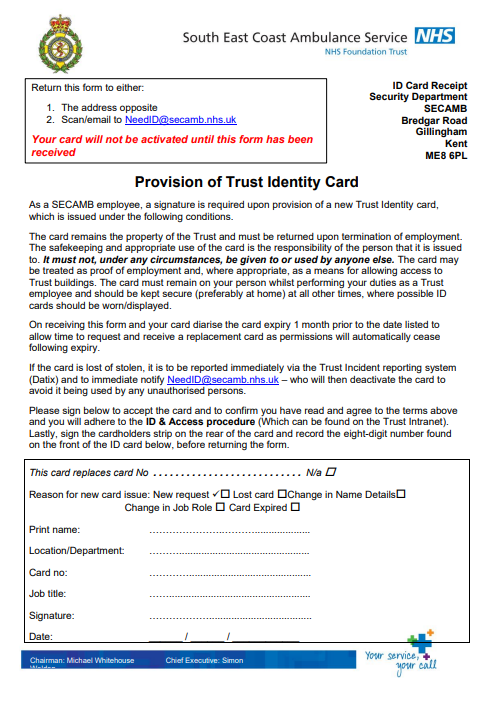 South East Coast Ambulance Service NHS
NHS Foundation Trust
Return this form to either:
1. The address opposite
2. Scan/email to NeedID@secamb.nhs.uk
Your card will not be activated until this form has been
received
ID Card Receipt
Security Department
SECAMB
Bredgar Road
Gillingham
Kent
ME8 6PL
Provision of Trust Identity Card
As a SECAMB employee, a signature is required upon provision of a new Trust Identity card,
which is issued under the following conditions.
The card remains the property of the Trust and must be returned upon termination of employment.
The safekeeping and appropriate use of the card is the responsibility of the person that it is issued
to. It must not, under any circumstances, be given to or used by anyone else. The card may
be treated as proof of employment and, where appropriate, as a means for allowing access to
Trust buildings. The card must remain on your person whilst performing your duties as a Trust
employee and should be kept secure (preferably at home) at all other times, where possible ID
cards should be worn/displayed.
On receiving this form and your card diarise the card expiry 1 month prior to the date listed to
allow time to request and receive a replacement card as permissions will automatically cease
following expiry.
If the card is lost of stolen, it is to be reported immediately via the Trust Incident reporting system
(Datix) and to immediate notify NeedID@secamb.nhs.uk – who will then deactivate the card to
avoid it being used by any unauthorised persons.
Please sign below to accept the card and to confirm you have read and agree to the terms above
and you will adhere to the ID & Access procedure (Which can be found on the Trust Intranet).
Lastly, sign the cardholders strip on the rear of the card and record the eight-digit number found
on the front of the ID card below, before returning the form.
This card replaces card No ............................ N/a ☐
Reason for new card issue: New request ✓☐ Lost card ☐Change in Name Details☐
Change in Job Role ☐ Card Expired ☐
Print name: ........................................
Location/Department: ........................................
Card no: ........................................
Job title: ........................................
Signature: ........................................
Date: ______ / ______ / ____________
Chairman: Michael Whitehouse Chief Executive: Simon
Your service,
your call